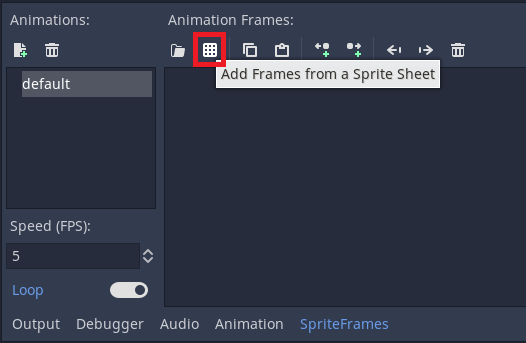 Animations:
Animation Frames:
Add Frames from a Sprite Sheet
default
Speed (FPS):
5
Loop
Output Debugger Audio Animation SpriteFrames